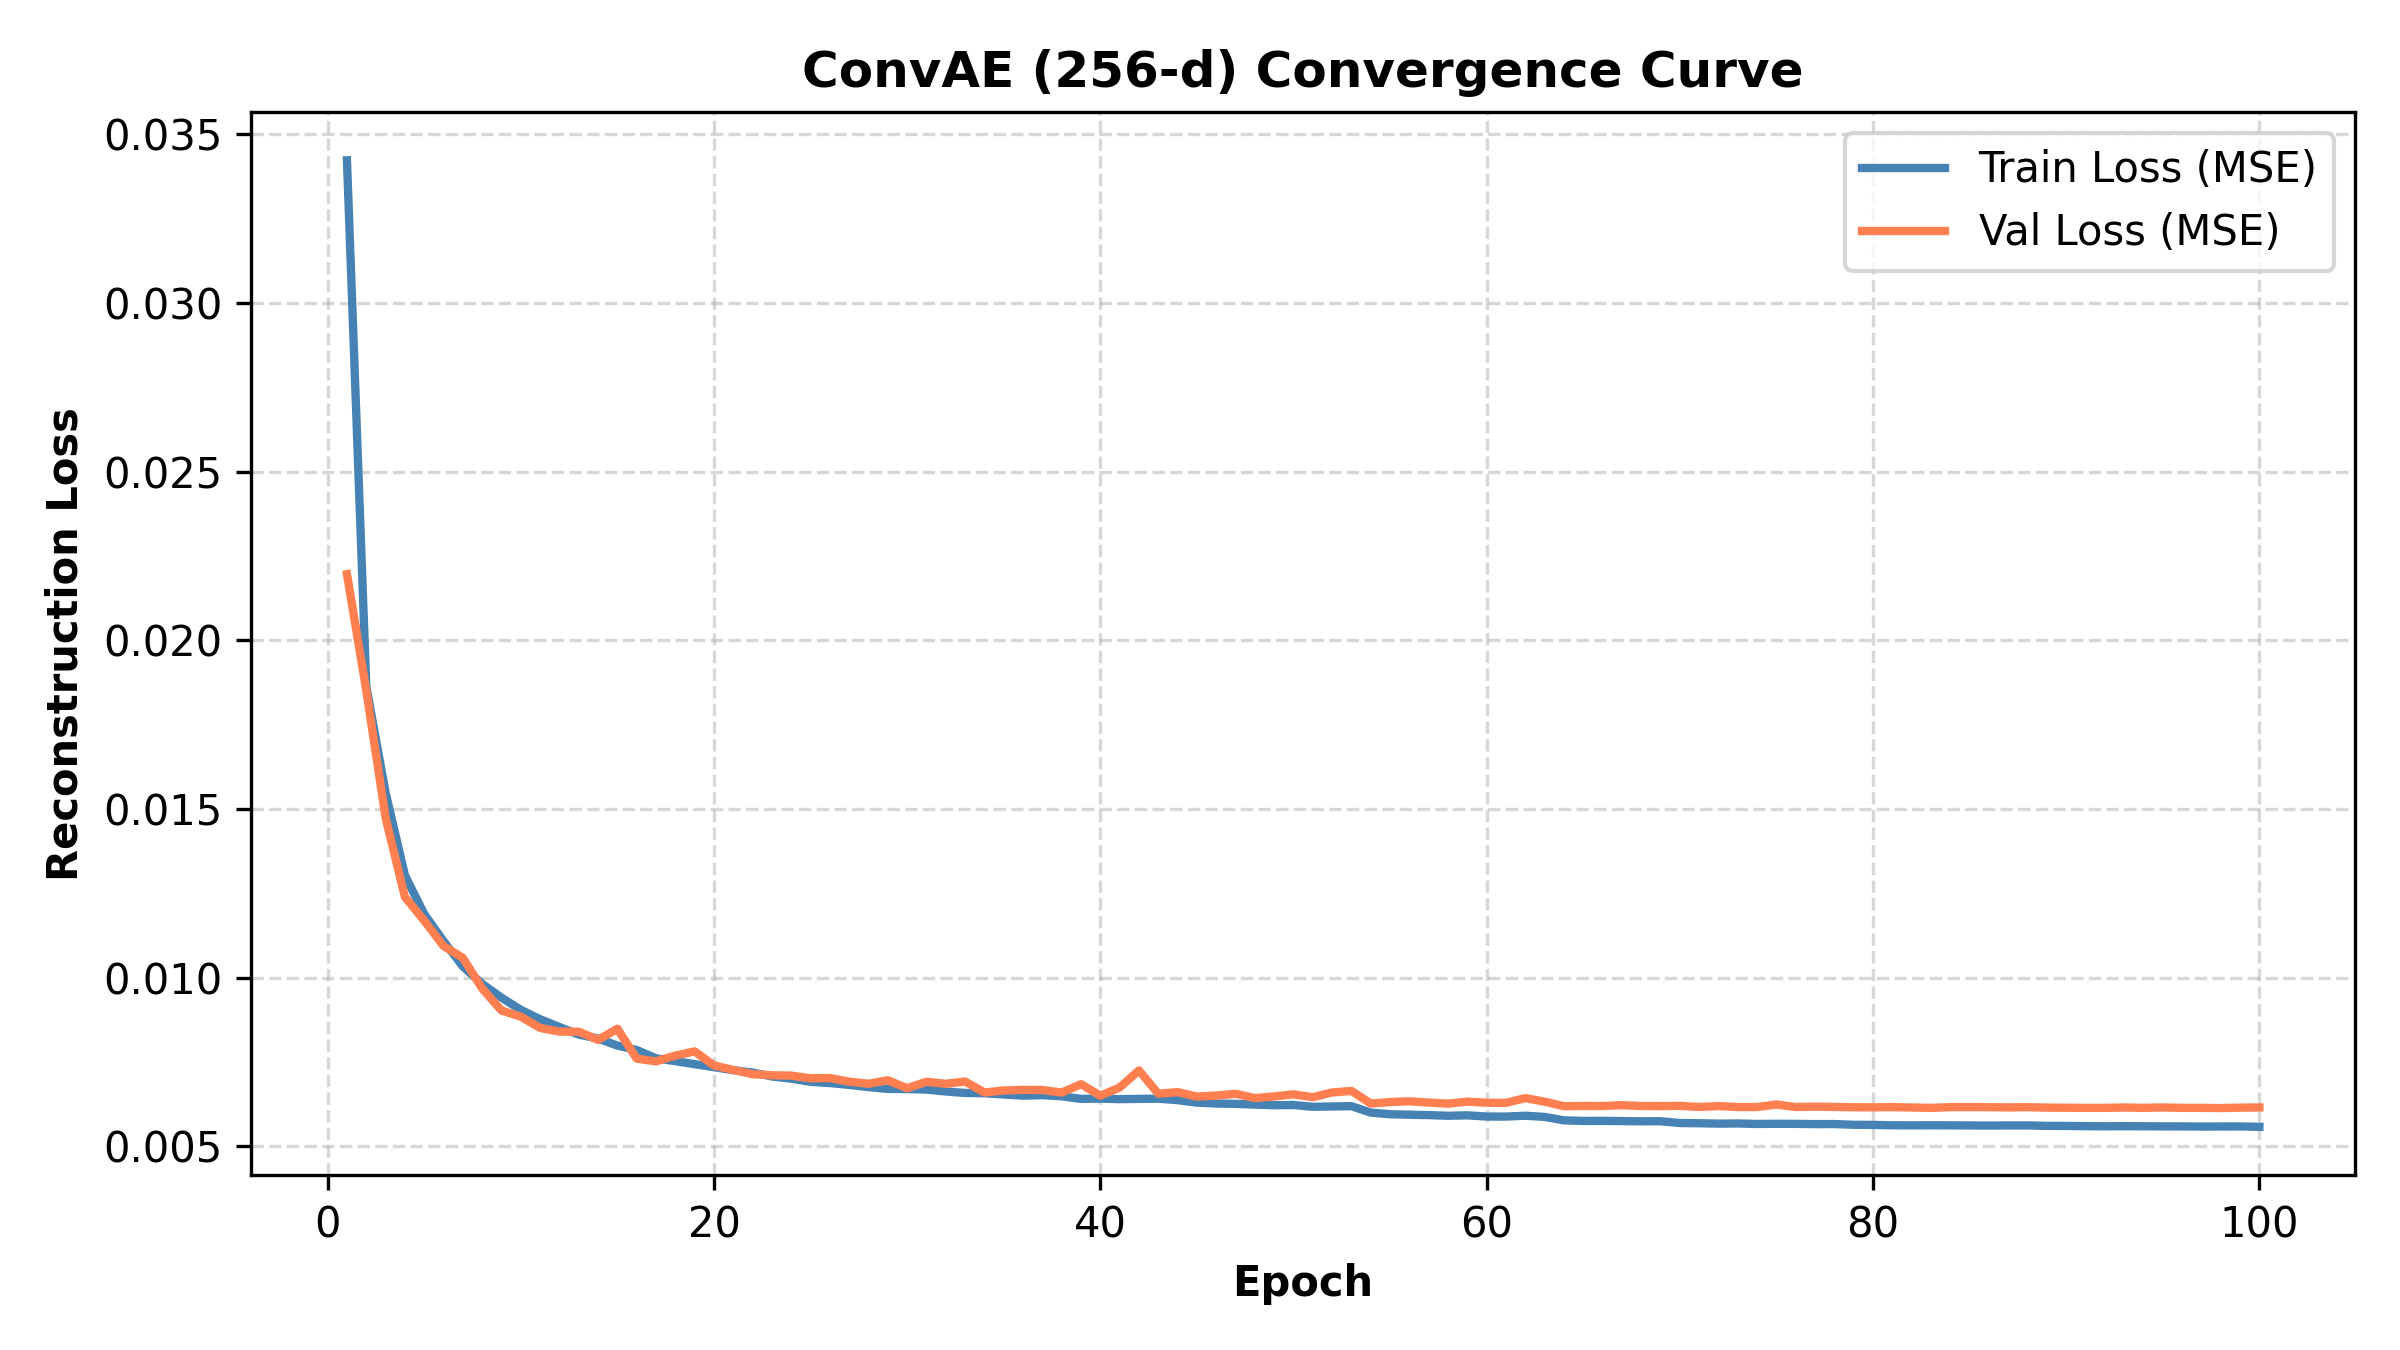 ConvAE (256-d) Convergence Curve
Train Loss (MSE)
Val Loss (MSE)
Reconstruction Loss
0.035
0.030
0.025
0.020
0.015
0.010
0.005
0 20 40 60 80 100
Epoch